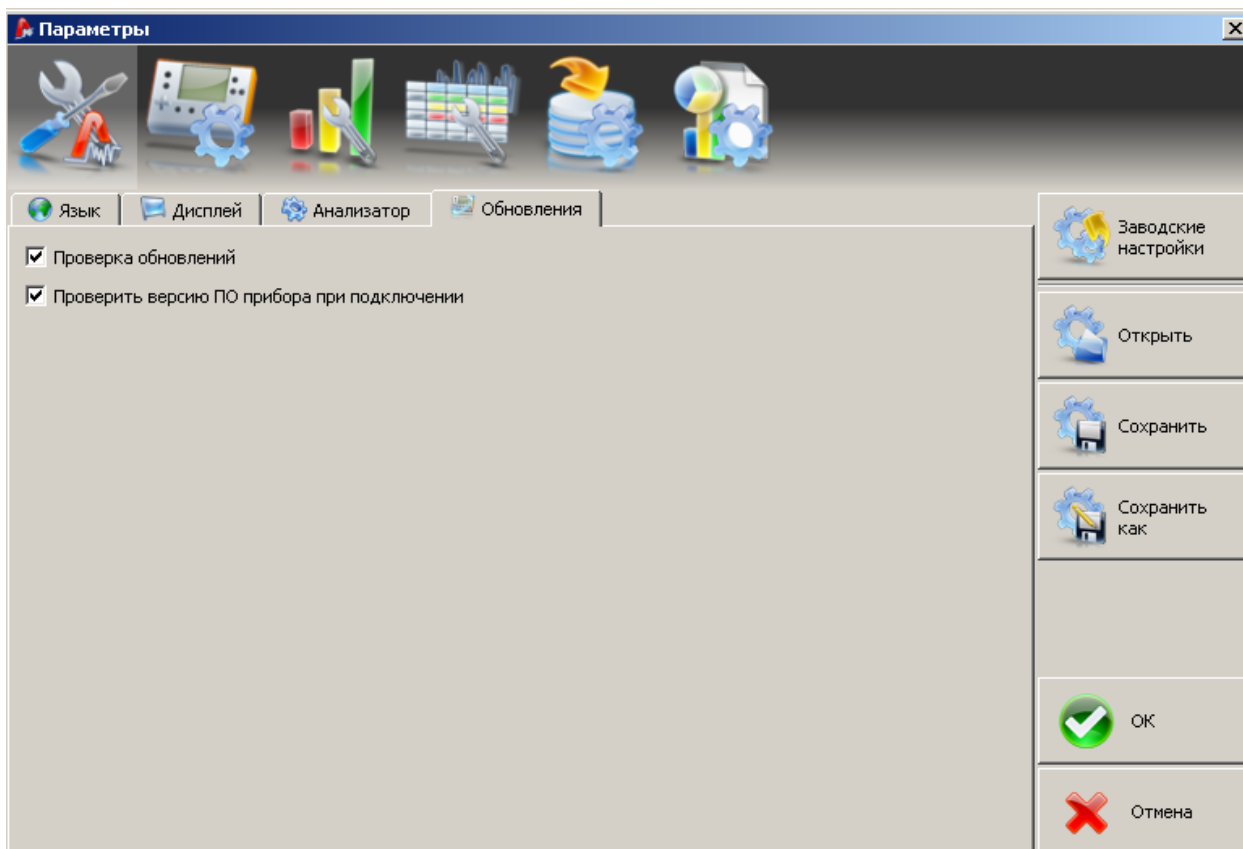 Параметры
Язык
Дисплей
Анализатор
Обновления
Проверка обновлений
Проверить версию ПО прибора при подключении
Заводские
настройки
Открыть
Сохранить
Сохранить
как
ОК
Отмена